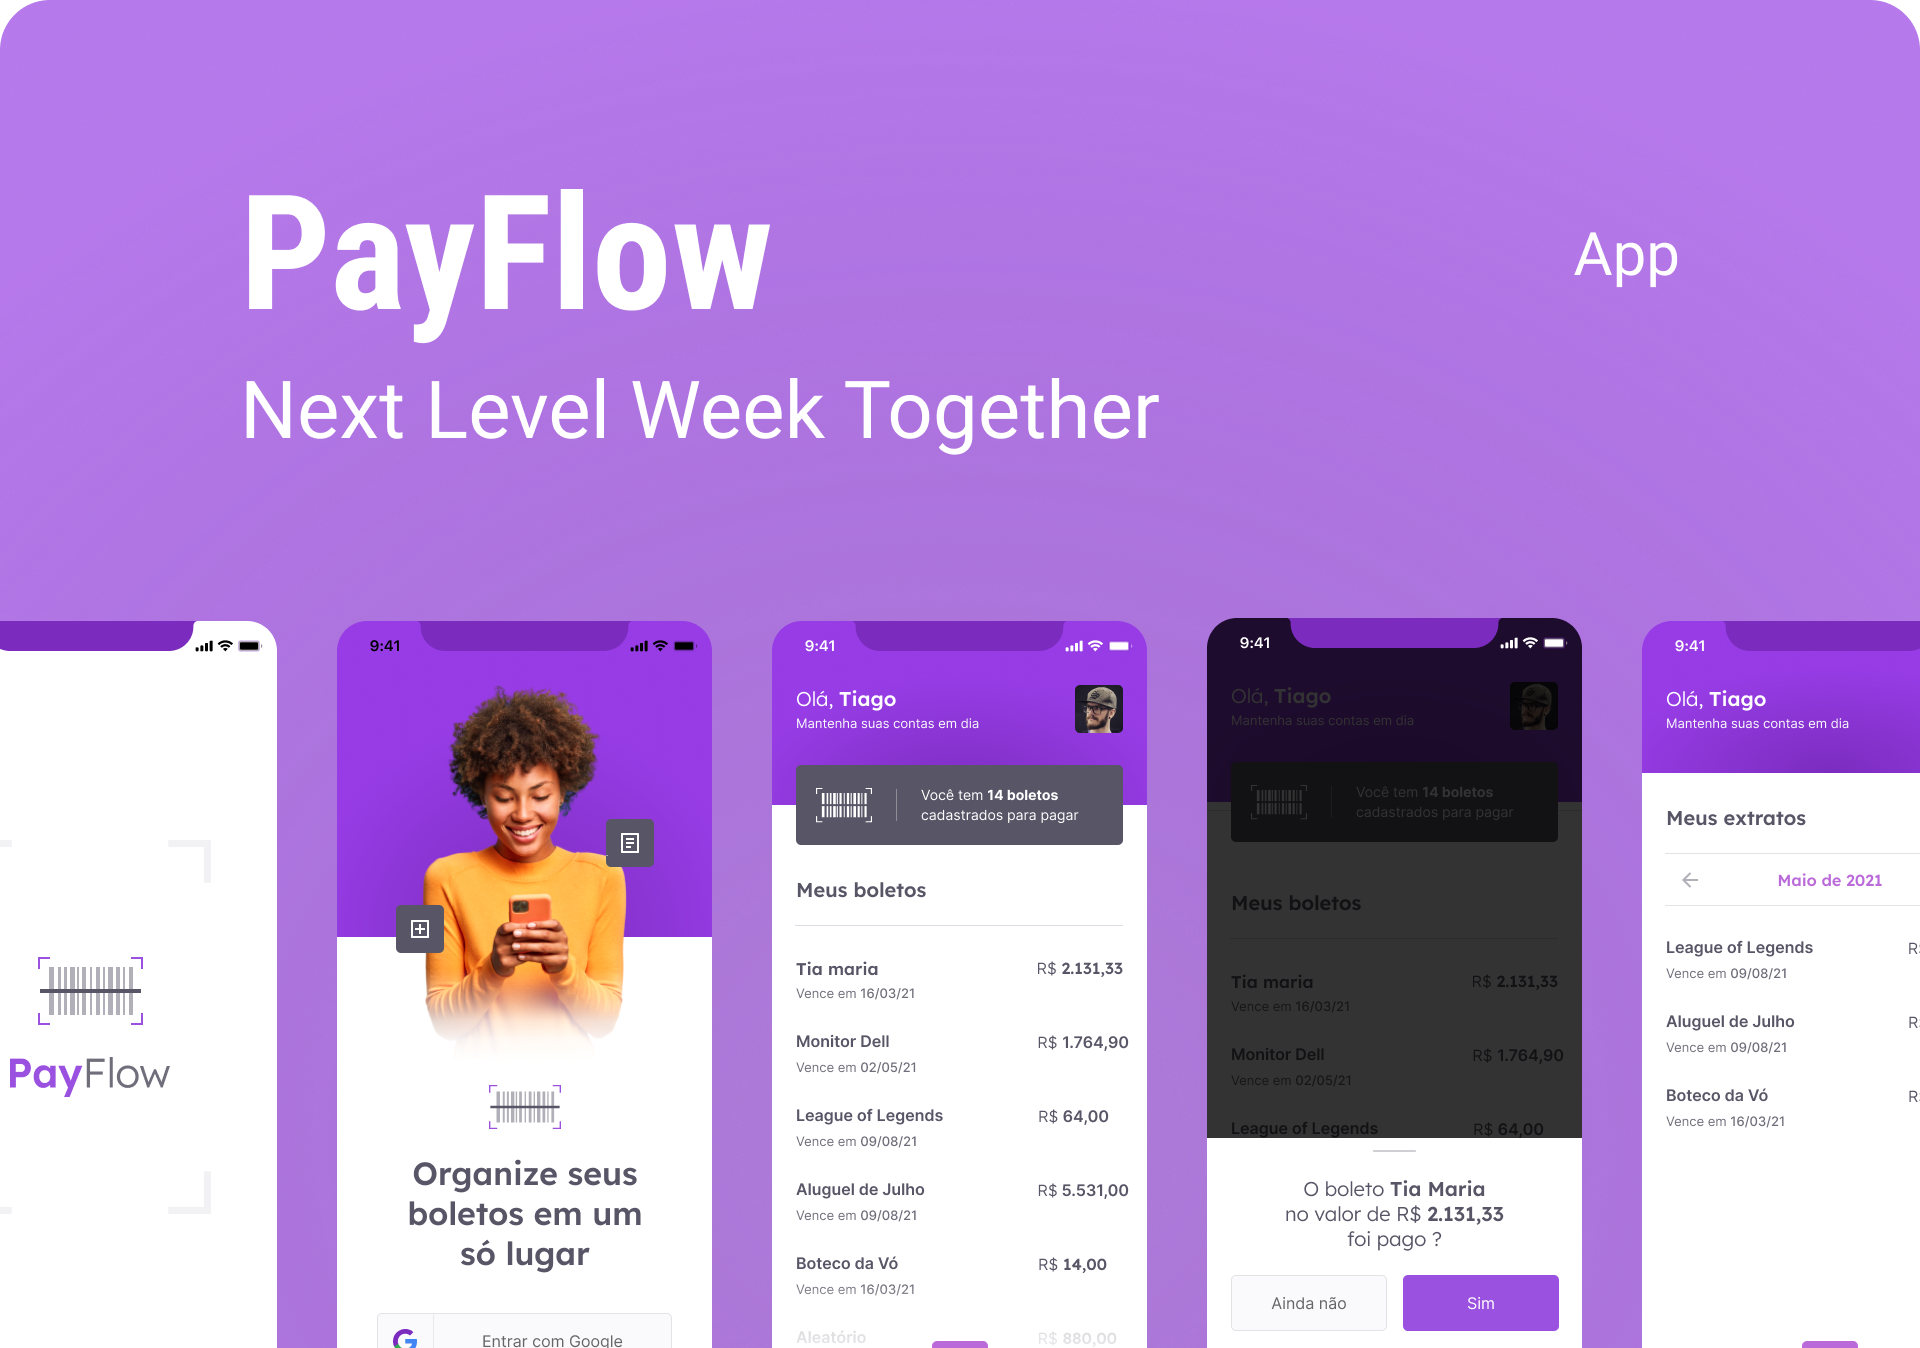 PayFlow
App
Next Level Week Together
PayFlow
9:41
Organize seus
boletos em um
só lugar
Entrar com Google
9:41
Olá, Tiago
Mantenha suas contas em dia
Você tem 14 boletos
cadastrados para pagar
Meus boletos
Tia maria R$ 2.131,33
Vence em 16/03/21
Monitor Dell R$ 1.764,90
Vence em 02/05/21
League of Legends R$ 64,00
Vence em 09/08/21
Aluguel de Julho R$ 5.531,00
Vence em 09/08/21
Boteco da Vó R$ 14,00
Vence em 16/03/21
Aleatório R$ 880,00
9:41
Olá, Tiago
Mantenha suas contas em dia
Você tem 14 boletos
cadastrados para pagar
Meus boletos
Tia maria R$ 2.131,33
Vence em 16/03/21
Monitor Dell R$ 1.764,90
Vence em 02/05/21
League of Legends R$ 64,00
O boleto Tia Maria
no valor de R$ 2.131,33
foi pago ?
Ainda não
Sim
9:41
Olá, Tiago
Mantenha suas contas em dia
Meus extratos
Maio de 2021
League of Legends
Vence em 09/08/21
Aluguel de Julho
Vence em 09/08/21
Boteco da Vó
Vence em 16/03/21